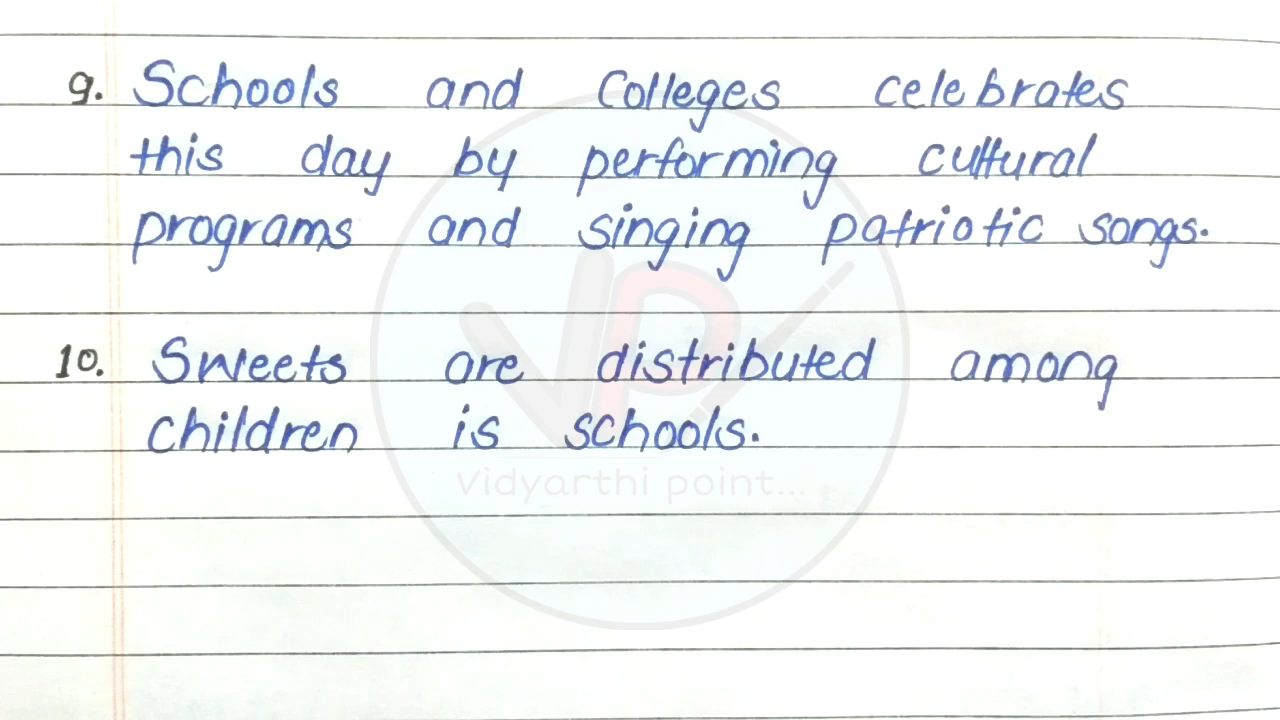 9. Schools and Colleges celebrates
this day by performing cultural
programs and singing patriotic songs.
10. Sweets are distributed among
children is schools.
Vidyarthi point...